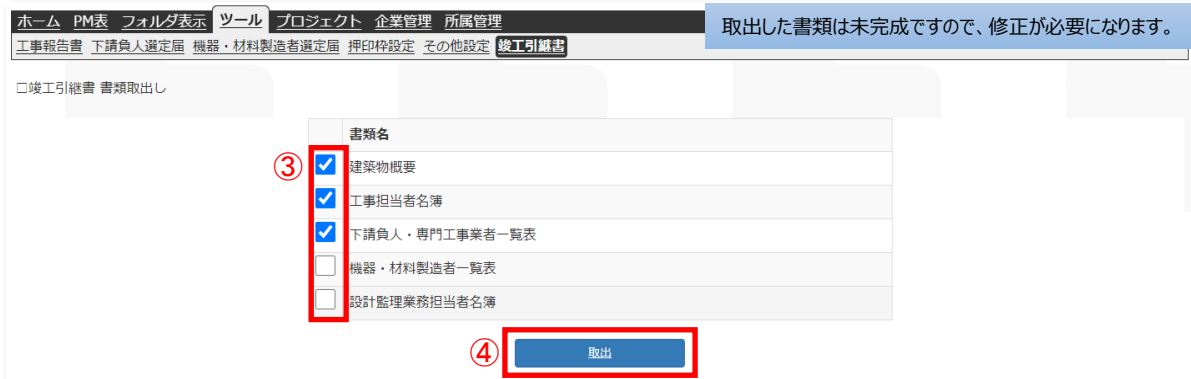 ホーム PM表 フォルダ表示 ツール プロジェクト 企業管理 所属管理
取出した書類は未完成ですので、修正が必要になります。
工事報告書 下請負人選定届 機器・材料製造者選定届 押印枠設定 その他設定 竣工引継書
□竣工引継書 書類取出し
書類名
③
建築物概要
工事担当者名簿
下請負人・専門工事業者一覧表
機器・材料製造者一覧表
設計監理業務担当者名簿
④ 取出